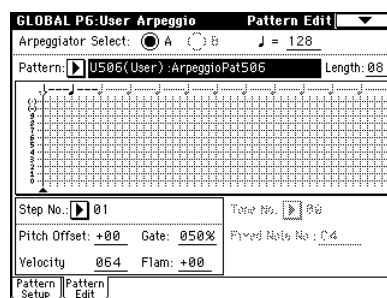 GLOBAL P6:User Arpeggio Pattern Edit
Arpeggiator Select: A B ♩ = 128
Pattern: U506(User) :ArpeggioPat506 Length: 08
Step No.: 01 Tone No. 00
Pitch Offset: +00 Gate: 050% Fixed Note No.: C4
Velocity 064 Flam: +00
Pattern Setup Pattern Edit